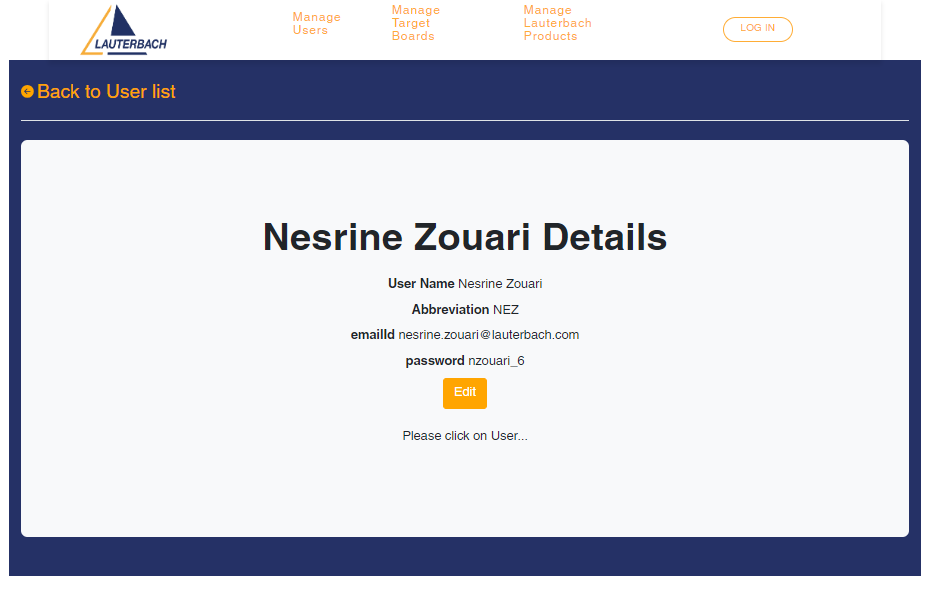 LAUTERBACH
Manage
Users
Manage
Target
Boards
Manage
Lauterbach
Products
LOG IN
Back to User list
Nesrine Zouari Details
User Name Nesrine Zouari
Abbreviation NEZ
emailId nesrine.zouari@lauterbach.com
password nzouari_6
Edit
Please click on User...